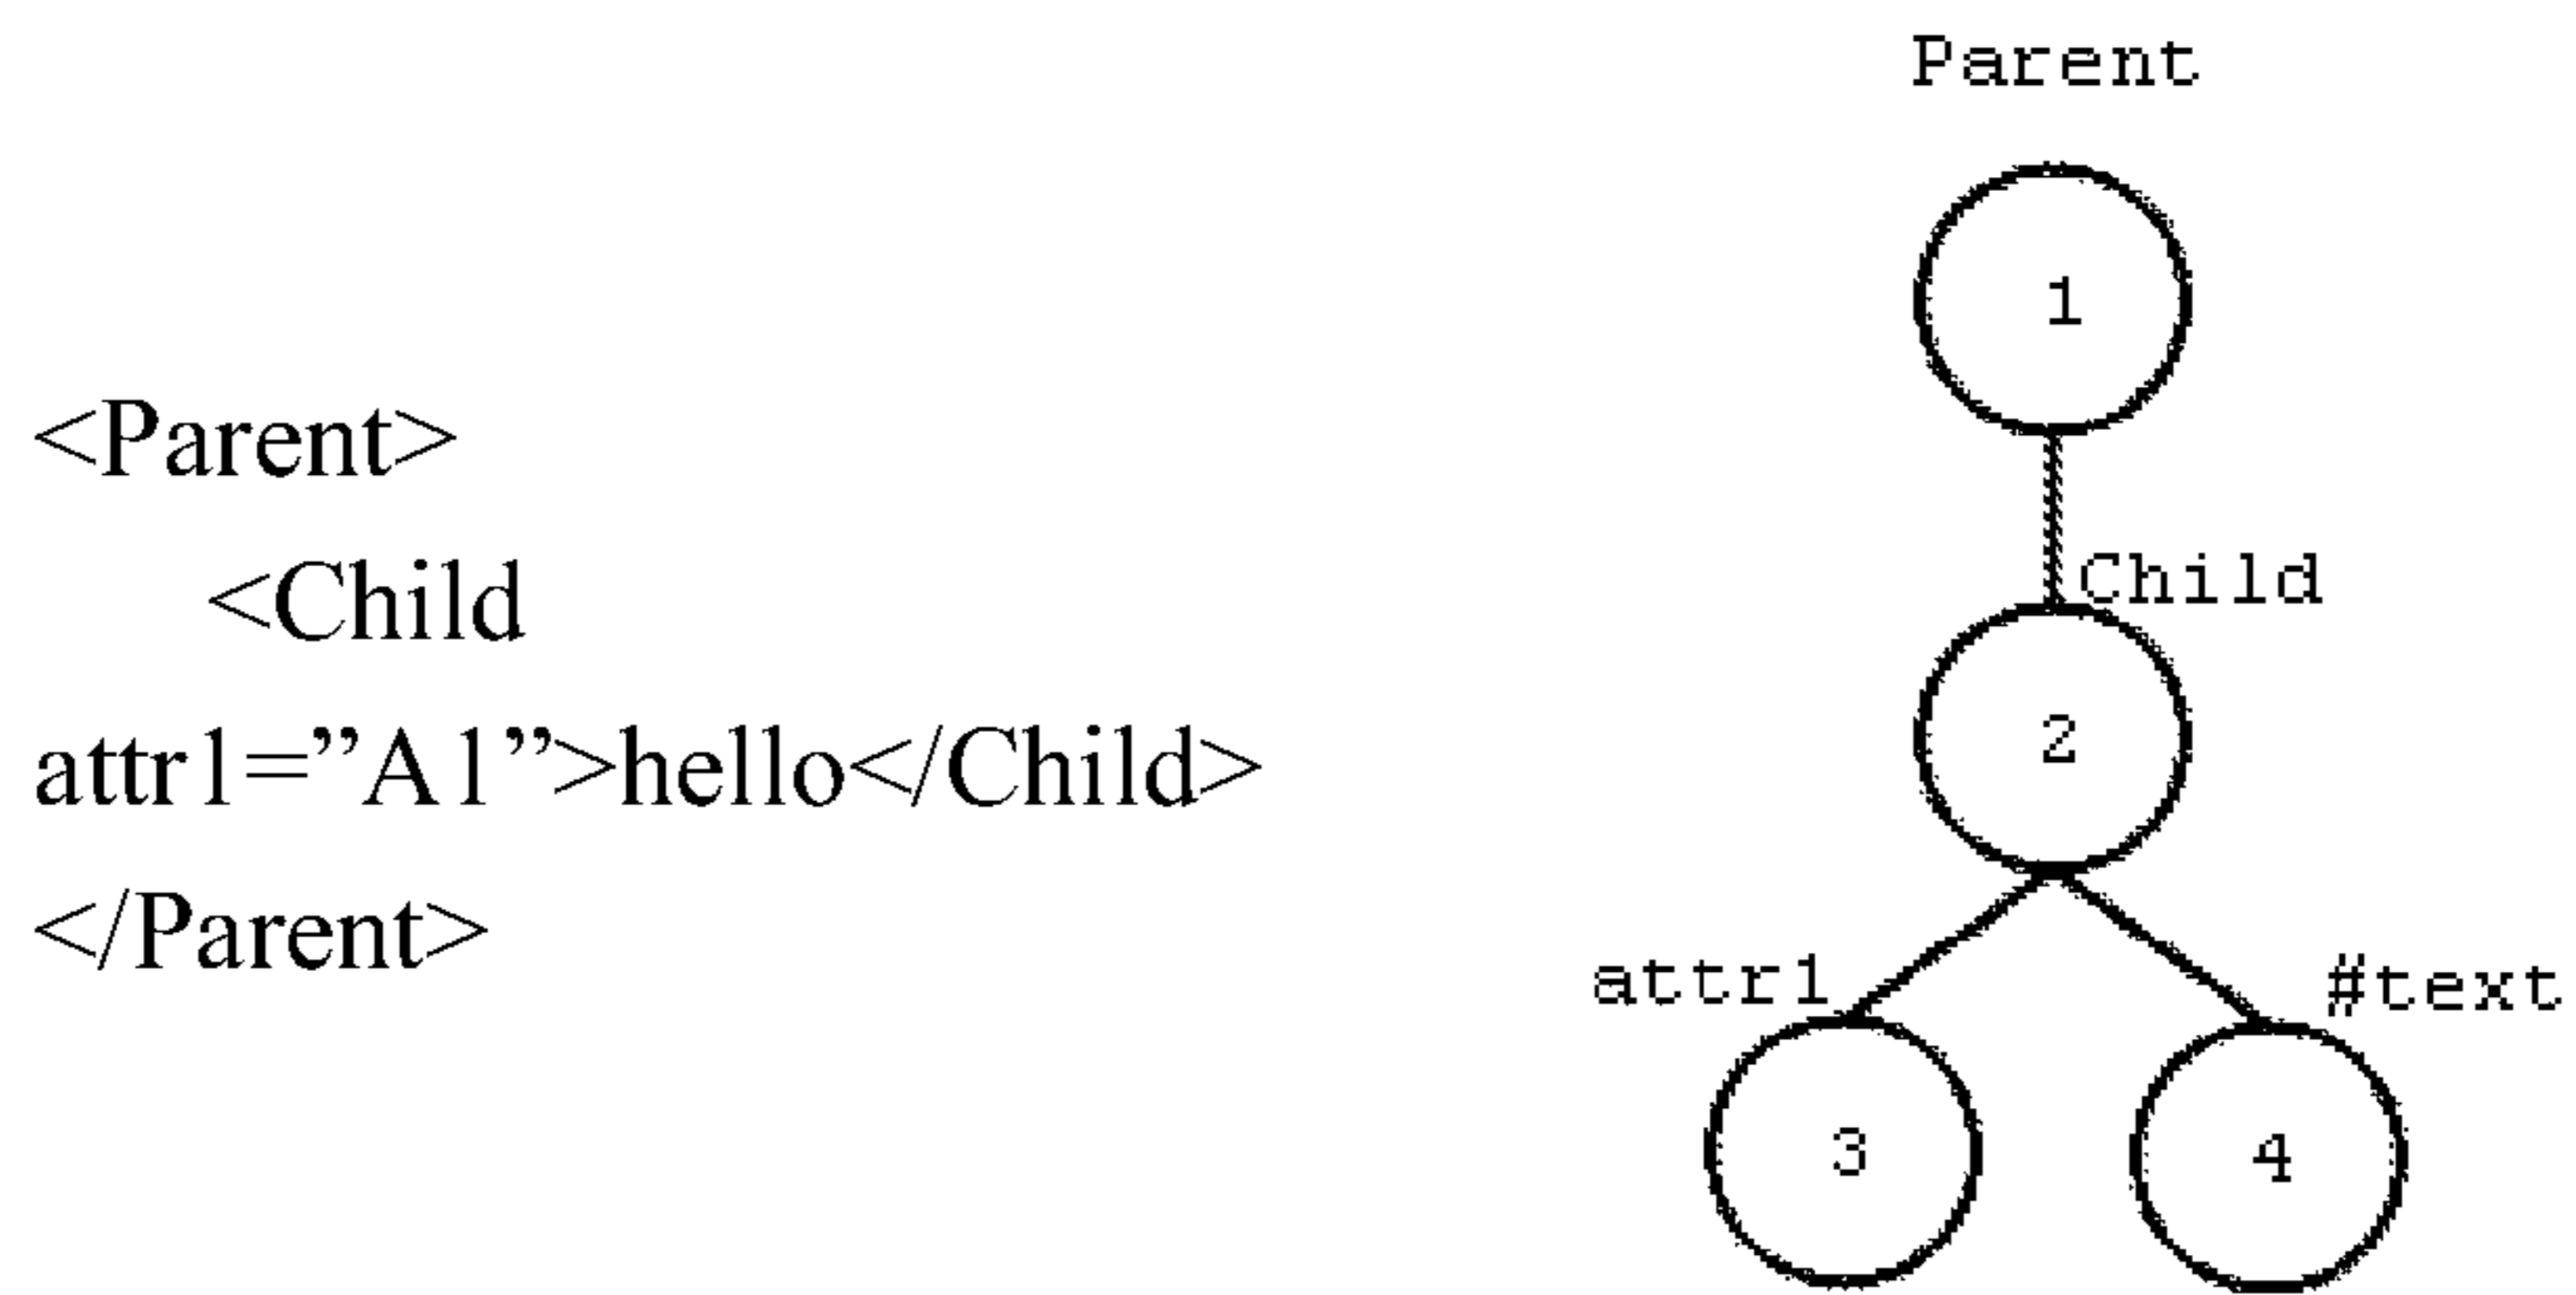 <Parent>
<Child
attr1=”A1”>hello</Child>
</Parent>
Parent
1
Child
2
attr1
#text
3
4